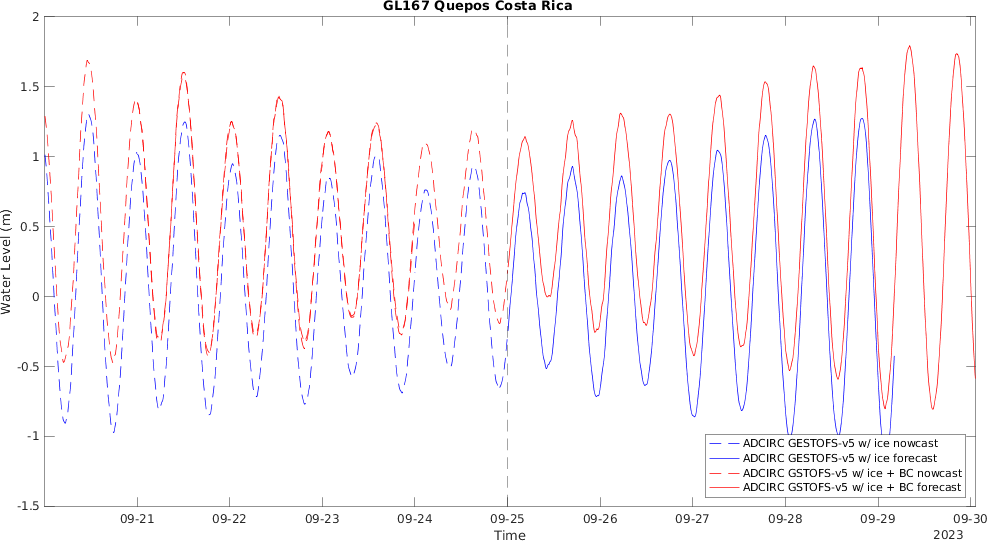 GL167 Quepos Costa Rica
2
1.5
1
0.5
0
-0.5
-1
-1.5
Water Level (m)
ADCIRC GESTOFS-v5 w/ ice nowcast
ADCIRC GESTOFS-v5 w/ ice forecast
ADCIRC GSTOFS-v5 w/ ice + BC nowcast
ADCIRC GSTOFS-v5 w/ ice + BC forecast
09-21 09-22 09-23 09-24 09-25 09-26 09-27 09-28 09-29 09-30
Time
2023